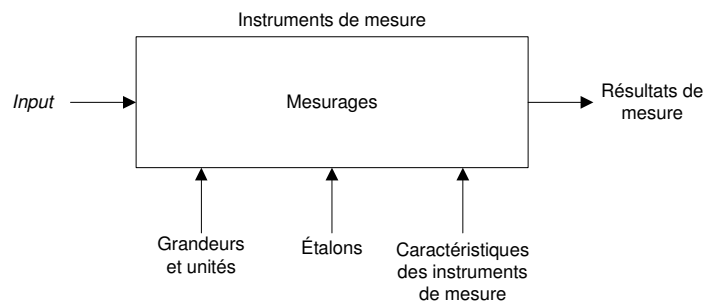 Instruments de mesure
Input
Mesurages
Résultats de
mesure
Grandeurs
et unités
Étalons
Caractéristiques
des instruments
de mesure